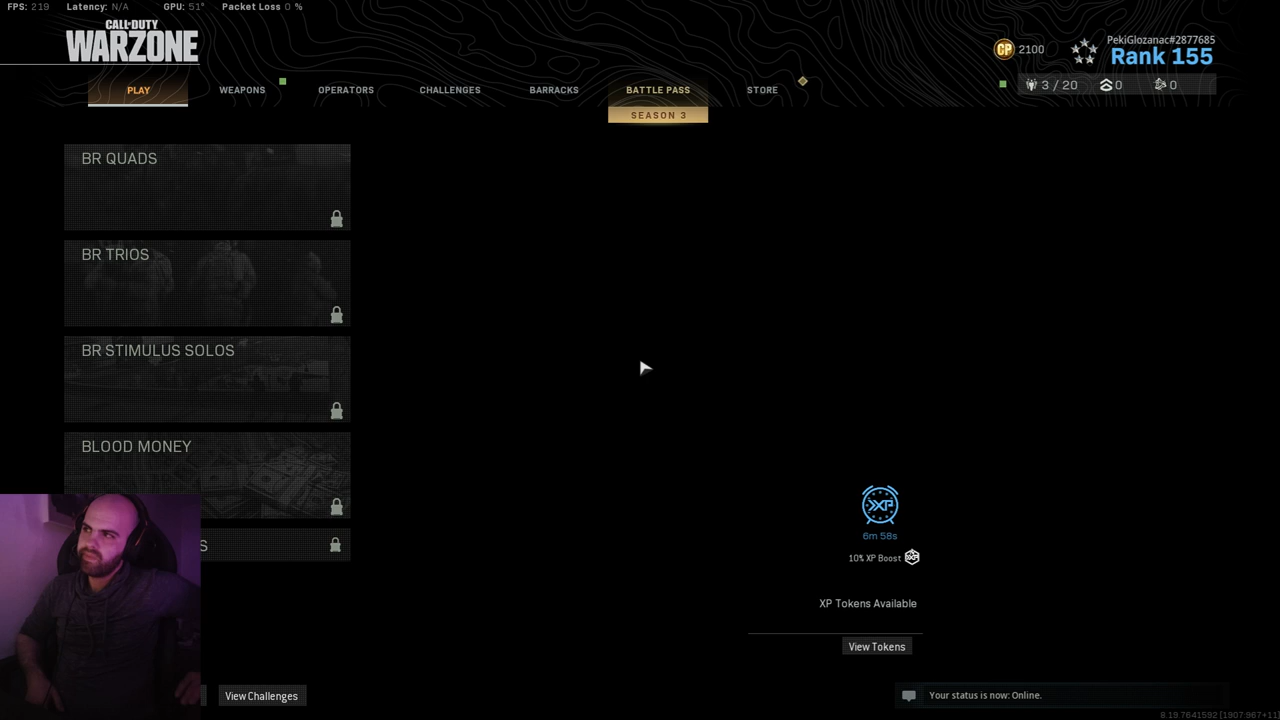 FPS: 219 Latency: N/A GPU: 51° Packet Loss 0 %
CALL OF DUTY
WARZONE
CP 2100
PekiGlozanac#2877685
Rank 155
PLAY WEAPONS OPERATORS CHALLENGES BARRACKS BATTLE PASS STORE
3 / 20 0 0
SEASON 3
BR QUADS
BR TRIOS
BR STIMULUS SOLOS
BLOOD MONEY
S
XP
6m 58s
10% XP Boost
XP Tokens Available
View Tokens
View Challenges
Your status is now: Online.